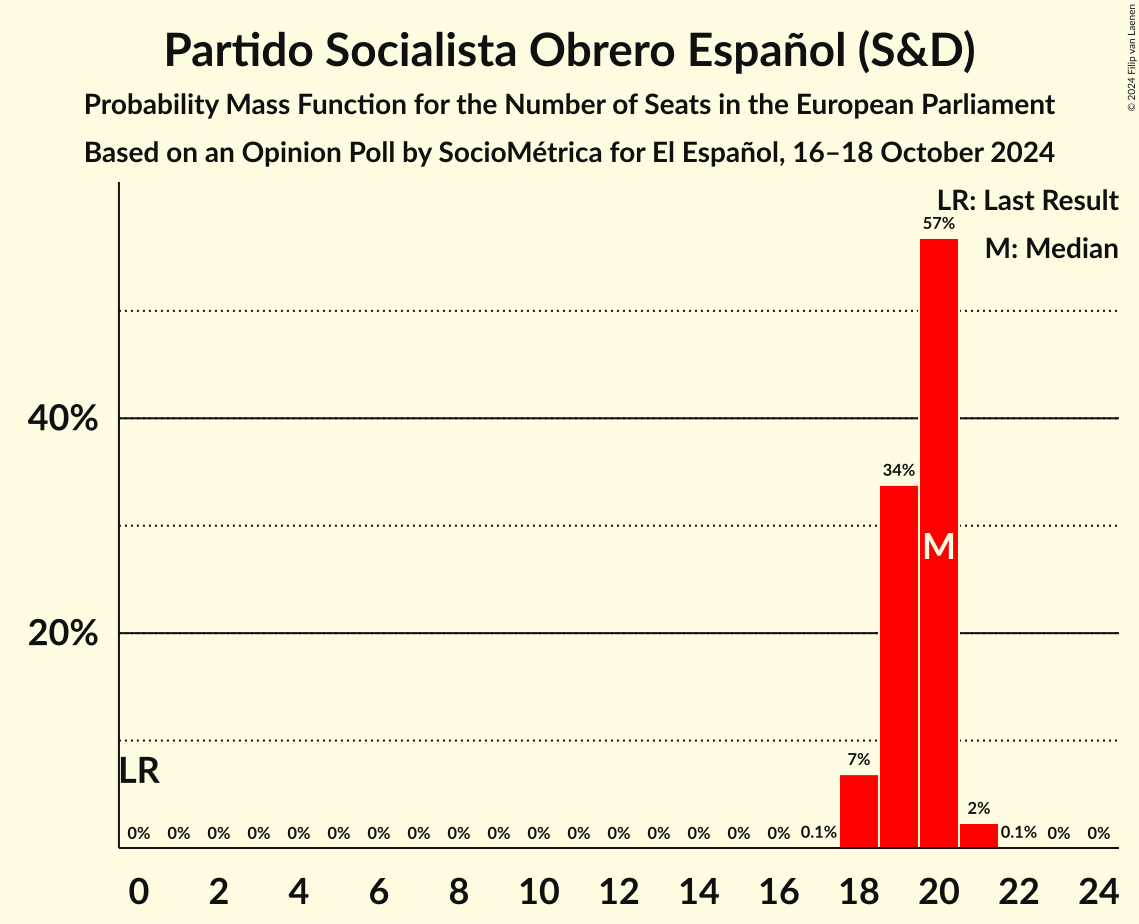 Partido Socialista Obrero Español (S&D)
Probability Mass Function for the Number of Seats in the European Parliament
Based on an Opinion Poll by SocioMétrica for El Español, 16–18 October 2024
© 2024 Filip van Laenen
LR: Last Result
57%
M: Median
40%
34%
M
20%
LR
7%
2%
0% 0% 0% 0% 0% 0% 0% 0% 0% 0% 0% 0% 0% 0% 0% 0% 0% 0.1% 0.1% 0% 0%
0 2 4 6 8 10 12 14 16 18 20 22 24